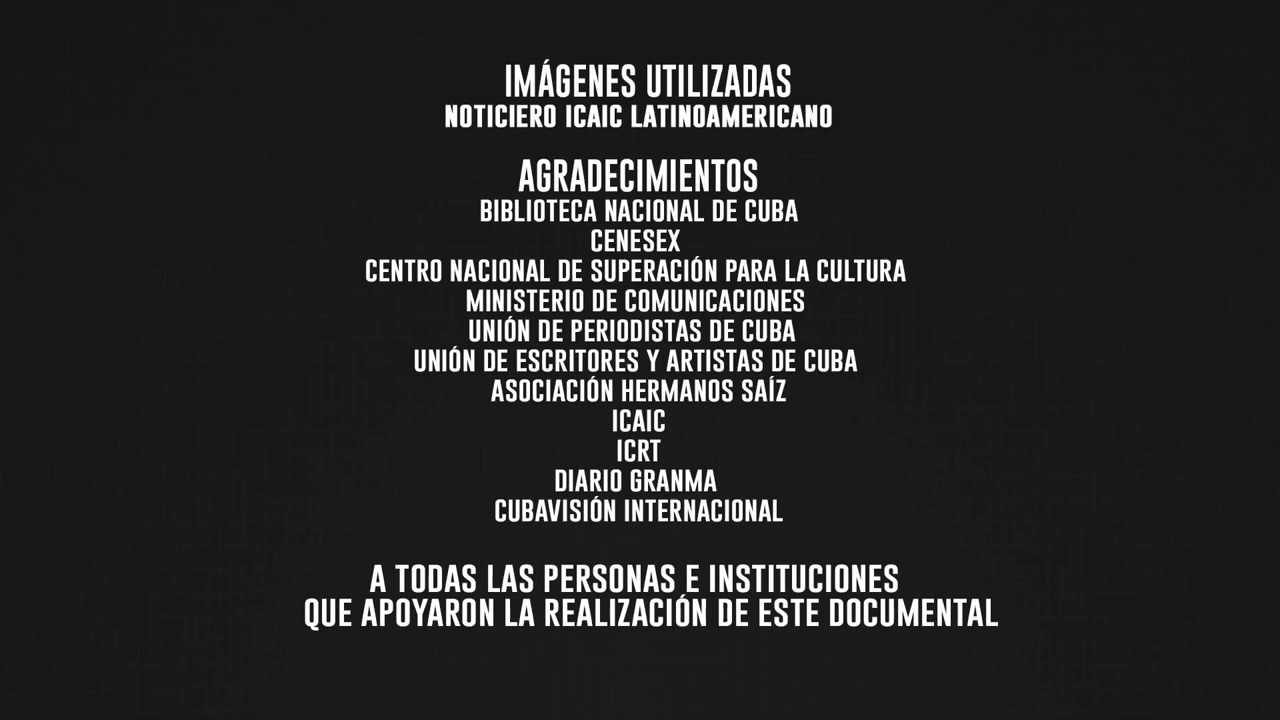 IMÁGENES UTILIZADAS
NOTICIERO ICAIC LATINOAMERICANO
AGRADECIMIENTOS
BIBLIOTECA NACIONAL DE CUBA
CENESEX
CENTRO NACIONAL DE SUPERACIÓN PARA LA CULTURA
MINISTERIO DE COMUNICACIONES
UNIÓN DE PERIODISTAS DE CUBA
UNIÓN DE ESCRITORES Y ARTISTAS DE CUBA
ASOCIACIÓN HERMANOS SAÍZ
ICAIC
ICRT
DIARIO GRANMA
CUBAVISIÓN INTERNACIONAL
A TODAS LAS PERSONAS E INSTITUCIONES
QUE APOYARON LA REALIZACIÓN DE ESTE DOCUMENTAL